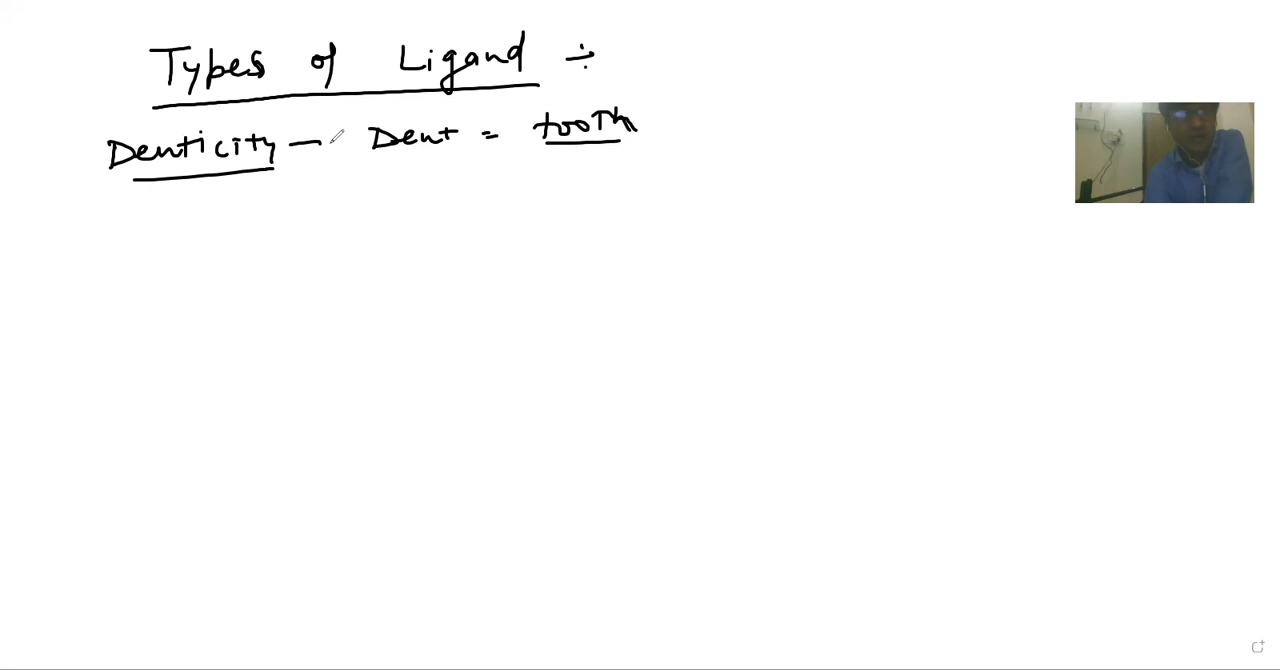 Types of Ligand ÷
Denticity — Dent = tooth